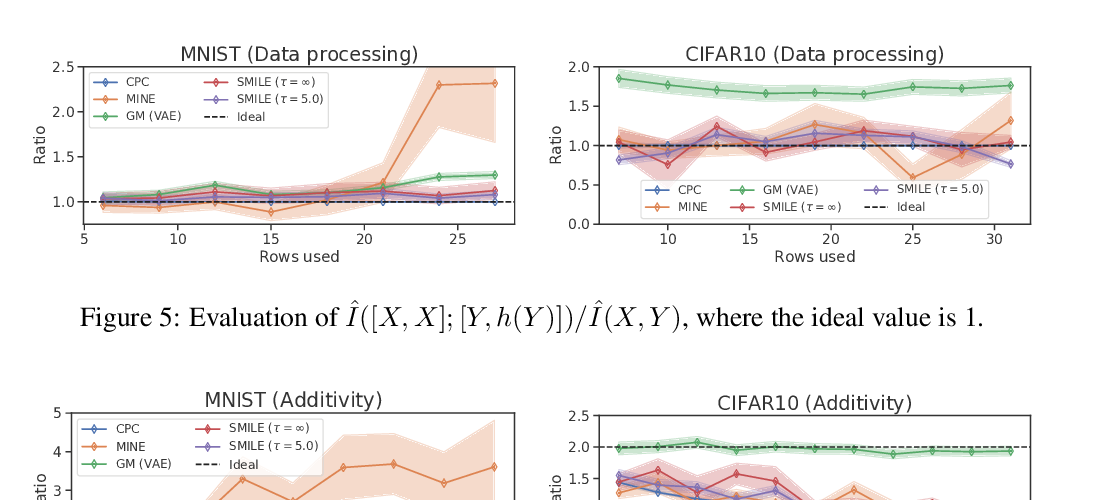 MNIST (Data processing)
2.5
2.0
1.5
1.0
Ratio
CPC
MINE
GM (VAE)
SMILE (τ = ∞)
SMILE (τ = 5.0)
Ideal
5 10 15 20 25
Rows used
CIFAR10 (Data processing)
2.0
1.5
1.0
0.5
0.0
Ratio
CPC
MINE
GM (VAE)
SMILE (τ = ∞)
SMILE (τ = 5.0)
Ideal
10 15 20 25 30
Rows used
Figure 5: Evaluation of Î([X, X]; [Y, h(Y)])/Î(X, Y), where the ideal value is 1.
MNIST (Additivity)
5
4
3
CPC
MINE
GM (VAE)
SMILE (τ = ∞)
SMILE (τ = 5.0)
Ideal
CIFAR10 (Additivity)
2.5
2.0
1.5